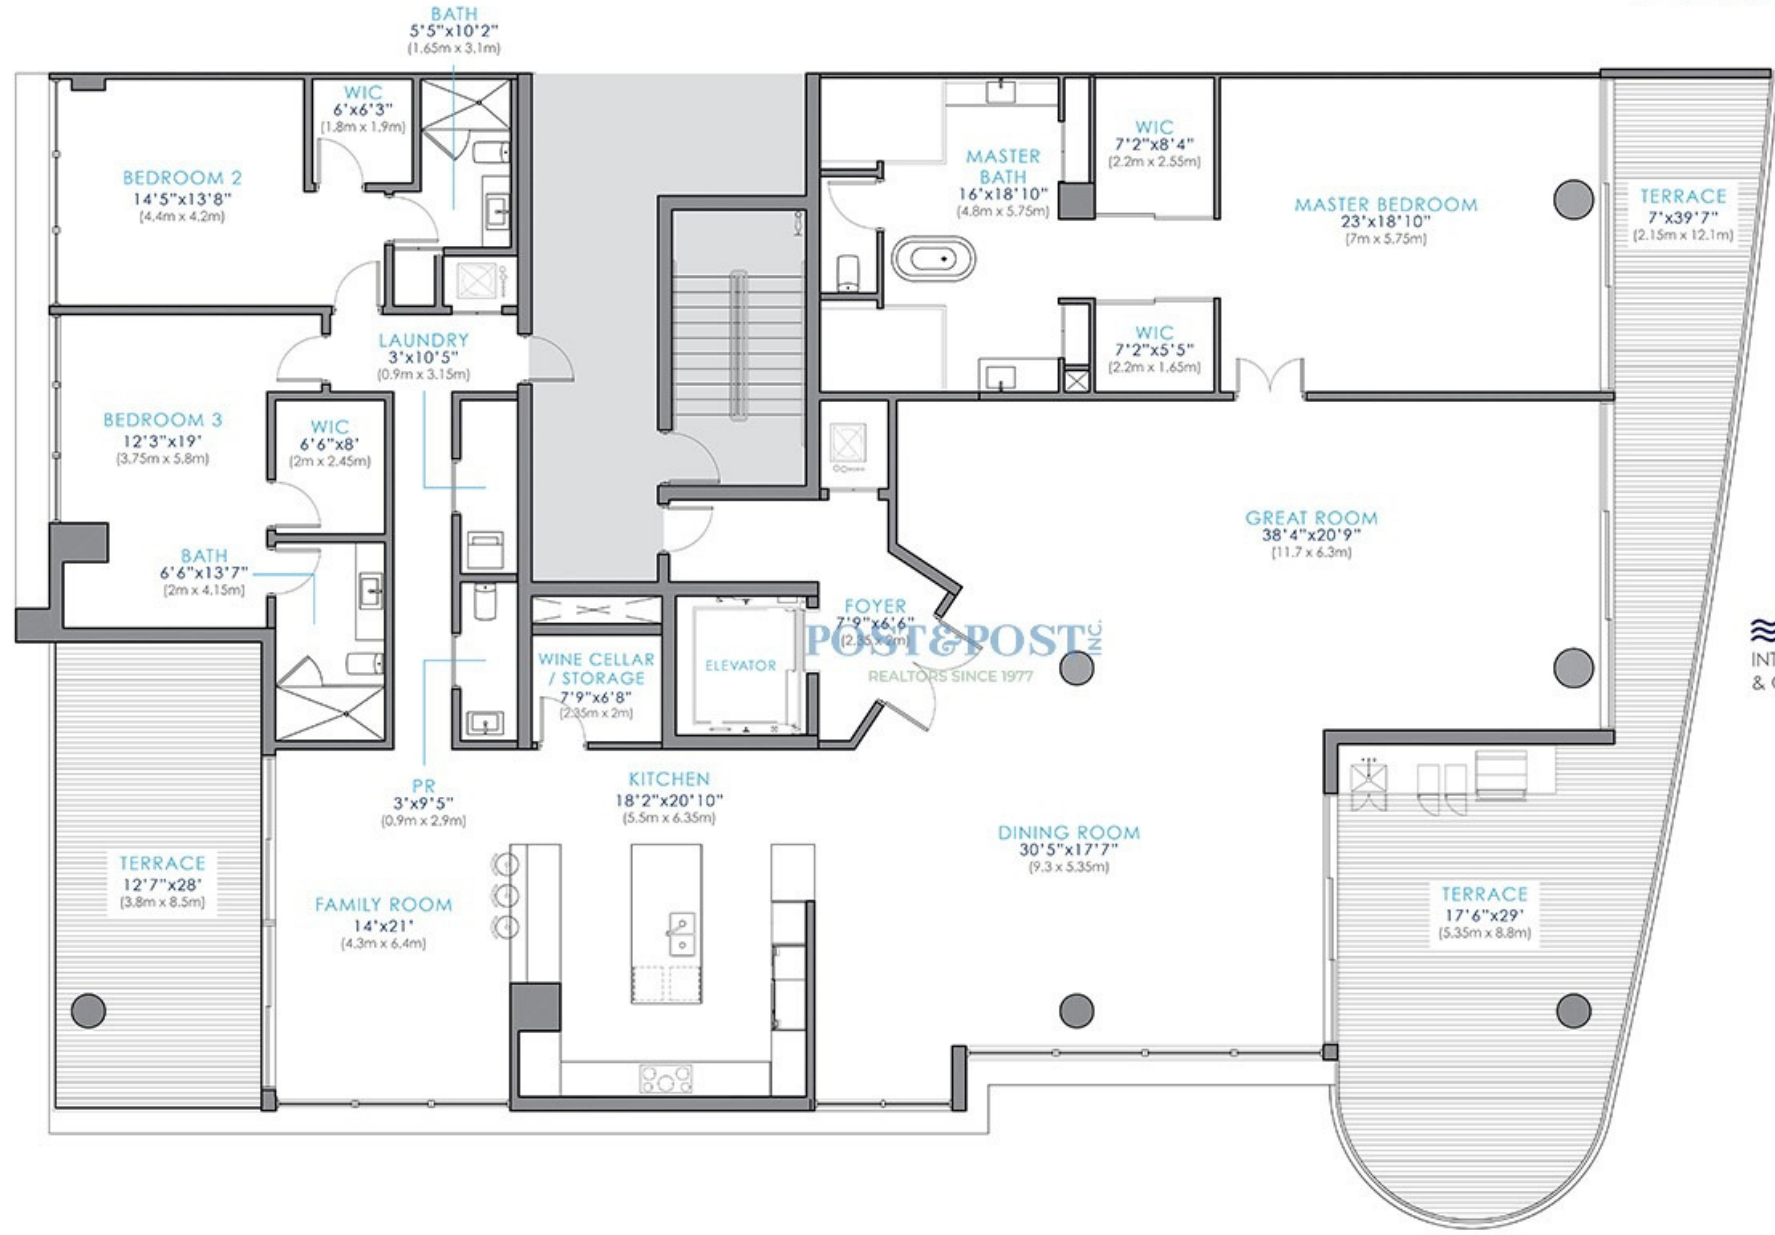 BATH
5'5"x10'2"
(1.65m x 3.1m)
WIC
6'x6'3"
(1.8m x 1.9m)
BEDROOM 2
14'5"x13'8"
(4.4m x 4.2m)
LAUNDRY
3'x10'5"
(0.9m x 3.15m)
BEDROOM 3
12'3"x19'
(3.75m x 5.8m)
WIC
6'6"x8'
(2m x 2.45m)
BATH
6'6"x13'7"
(2m x 4.15m)
MASTER
BATH
16'x18'10"
(4.8m x 5.75m)
WIC
7'2"x8'4"
(2.2m x 2.55m)
WIC
7'2"x5'5"
(2.2m x 1.65m)
MASTER BEDROOM
23'x18'10"
(7m x 5.75m)
TERRACE
7'x39'7"
(2.15m x 12.1m)
GREAT ROOM
38'4"x20'9"
(11.7 x 6.3m)
FOYER
7'9"x6'6"
(2.35 x 2m)
POST&POST INC.
REALTORS SINCE 1977
ELEVATOR
WINE CELLAR
/ STORAGE
7'9"x6'8"
(2.35m x 2m)
INT
&
PR
3'x9'5"
(0.9m x 2.9m)
KITCHEN
18'2"x20'10"
(5.5m x 6.35m)
DINING ROOM
30'5"x17'7"
(9.3 x 5.35m)
TERRACE
12'7"x28'
(3.8m x 8.5m)
FAMILY ROOM
14'x21'
(4.3m x 6.4m)
TERRACE
17'6"x29'
(5.35m x 8.8m)